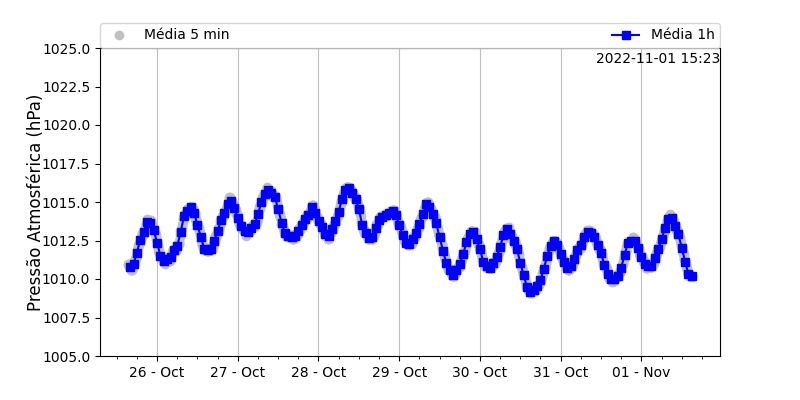 Média 5 min
Média 1h
2022-11-01 15:23
Pressão Atmosférica (hPa)
1025.0
1022.5
1020.0
1017.5
1015.0
1012.5
1010.0
1007.5
1005.0
26 - Oct
27 - Oct
28 - Oct
29 - Oct
30 - Oct
31 - Oct
01 - Nov